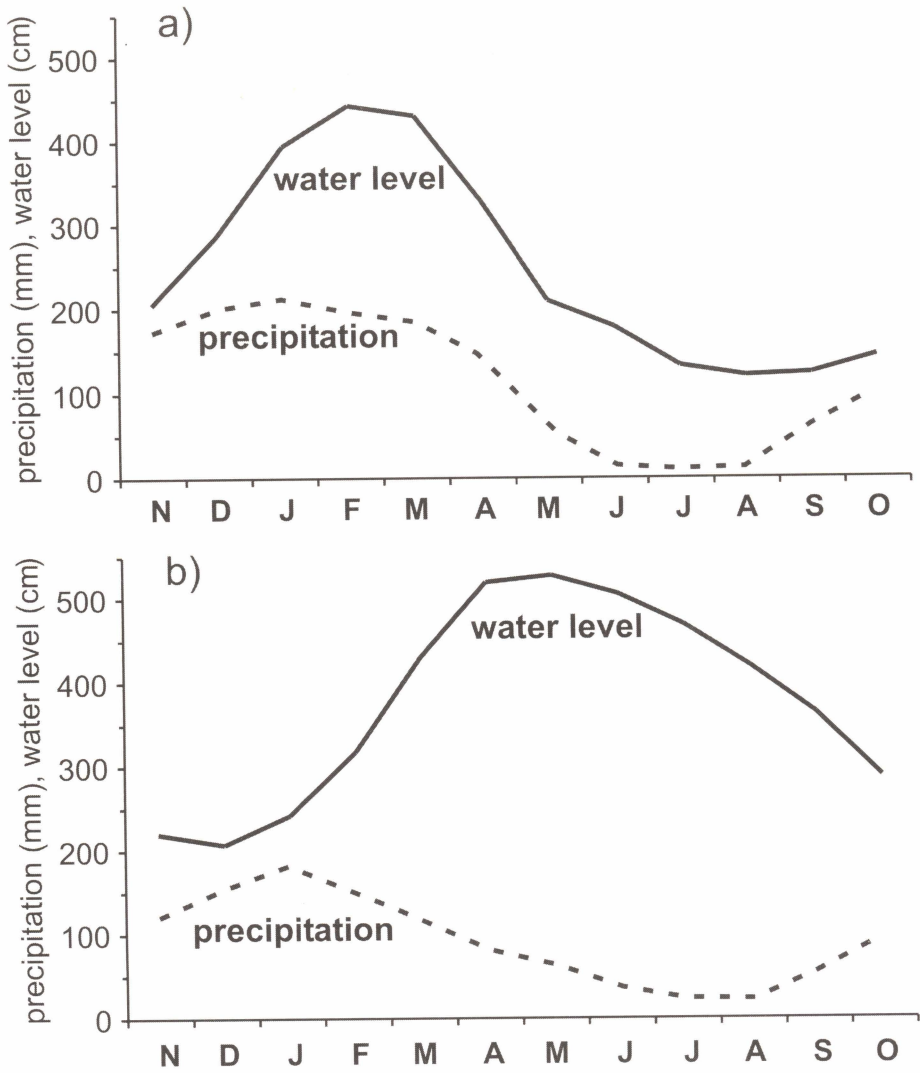 a)
precipitation (mm), water level (cm)
500
400
300
200
100
0
water level
precipitation
N D J F M A M J J A S O
b)
precipitation (mm), water level (cm)
500
400
300
200
100
0
water level
precipitation
N D J F M A M J J A S O